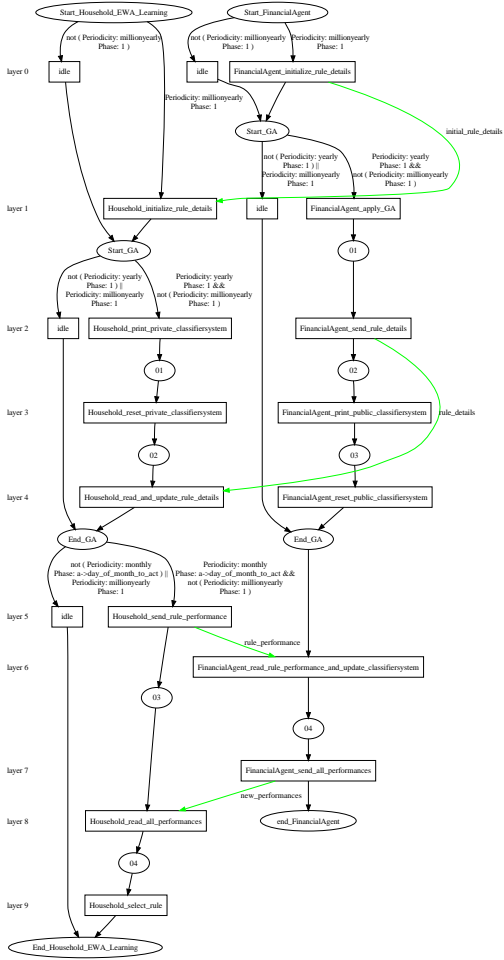 Start_Household_EWA_Learning
Start_FinancialAgent
not ( Periodicity: millionyearly
Phase: 1 )
not ( Periodicity: millionyearly
Phase: 1 )
Periodicity: millionyearly
Phase: 1
layer 0
idle
idle
FinancialAgent_initialize_rule_details
Periodicity: millionyearly
Phase: 1
Start_GA
initial_rule_details
not ( Periodicity: yearly
Phase: 1 ) ||
Periodicity: millionyearly
Phase: 1
Periodicity: yearly
Phase: 1 &&
not ( Periodicity: millionyearly
Phase: 1 )
layer 1
Household_initialize_rule_details
idle
FinancialAgent_apply_GA
Start_GA
01
not ( Periodicity: yearly
Phase: 1 ) ||
Periodicity: millionyearly
Phase: 1
Periodicity: yearly
Phase: 1 &&
not ( Periodicity: millionyearly
Phase: 1 )
layer 2
idle
Household_print_private_classifiersystem
FinancialAgent_send_rule_details
01
02
layer 3
Household_reset_private_classifiersystem
FinancialAgent_print_public_classifiersystem
rule_details
02
03
layer 4
Household_read_and_update_rule_details
FinancialAgent_reset_public_classifiersystem
End_GA
End_GA
not ( Periodicity: monthly
Phase: a->day_of_month_to_act ) ||
Periodicity: millionyearly
Phase: 1
Periodicity: monthly
Phase: a->day_of_month_to_act &&
not ( Periodicity: millionyearly
Phase: 1 )
layer 5
idle
Household_send_rule_performance
rule_performance
layer 6
FinancialAgent_read_rule_performance_and_update_classifiersystem
03
04
layer 7
FinancialAgent_send_all_performances
new_performances
layer 8
Household_read_all_performances
end_FinancialAgent
04
layer 9
Household_select_rule
End_Household_EWA_Learning